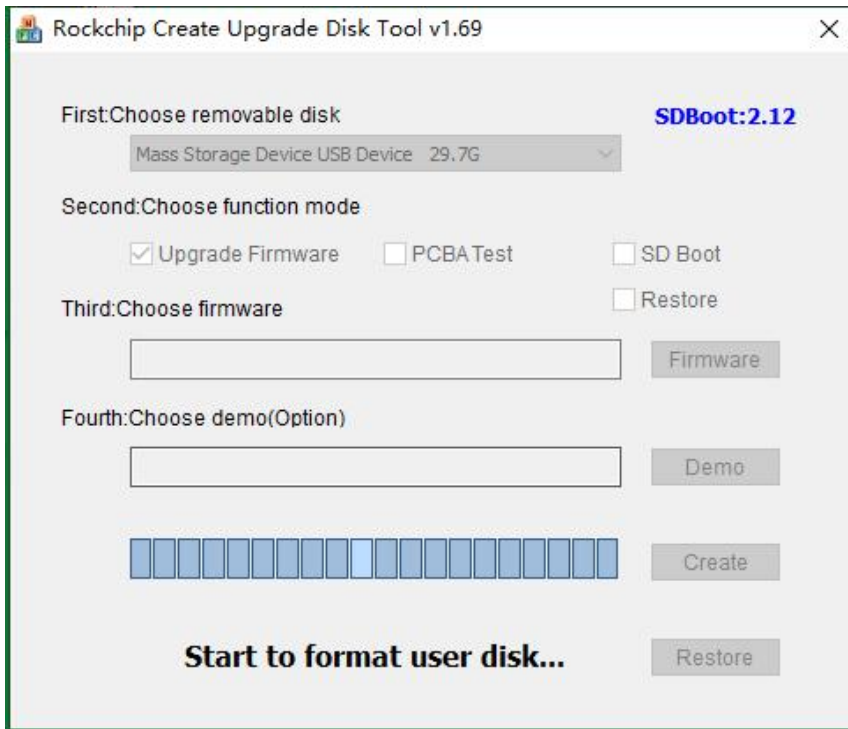 Rockchip Create Upgrade Disk Tool v1.69
First:Choose removable disk
SDBoot:2.12
Mass Storage Device USB Device 29.7G
Second:Choose function mode
Upgrade Firmware
PCBA Test
SD Boot
Third:Choose firmware
Restore
Firmware
Fourth:Choose demo(Option)
Demo
Create
Start to format user disk...
Restore